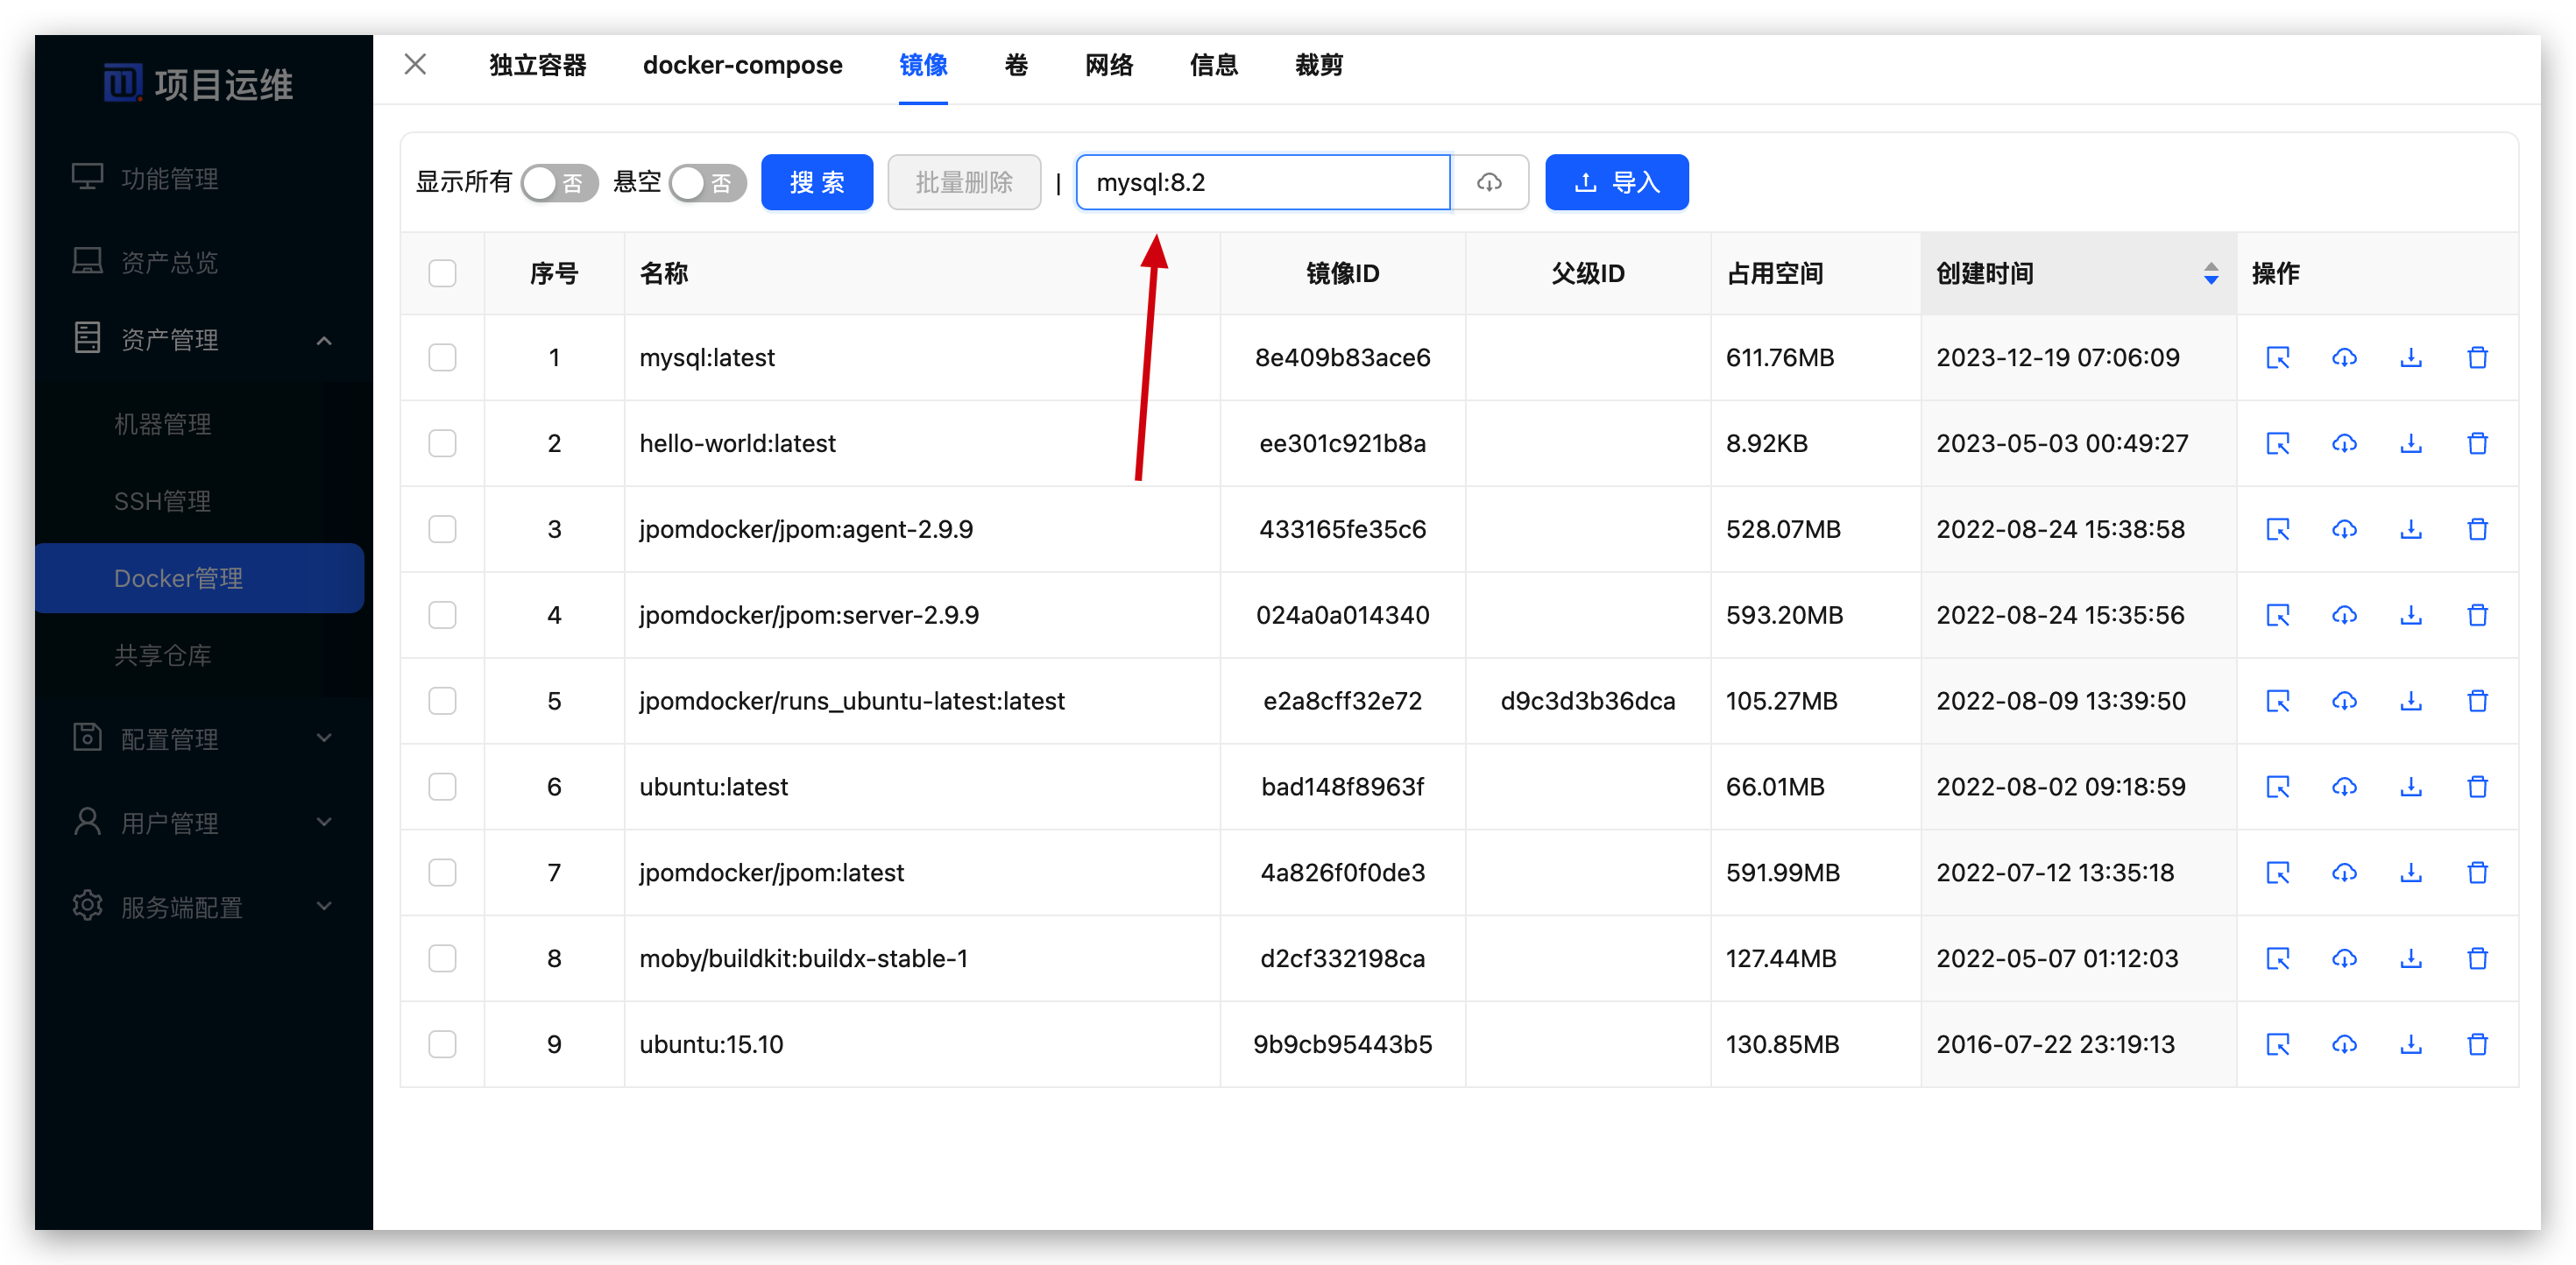 项目运维
功能管理
资产总览
资产管理
机器管理
SSH管理
Docker管理
共享仓库
配置管理
用户管理
服务端配置
独立容器 docker-compose 镜像 卷 网络 信息 裁剪
显示所有 否 悬空 否 搜 索 批量删除 | mysql:8.2 导入
序号 名称 镜像ID 父级ID 占用空间 创建时间 操作
1 mysql:latest 8e409b83ace6 611.76MB 2023-12-19 07:06:09
2 hello-world:latest ee301c921b8a 8.92KB 2023-05-03 00:49:27
3 jpomdocker/jpom:agent-2.9.9 433165fe35c6 528.07MB 2022-08-24 15:38:58
4 jpomdocker/jpom:server-2.9.9 024a0a014340 593.20MB 2022-08-24 15:35:56
5 jpomdocker/runs_ubuntu-latest:latest e2a8cff32e72 d9c3d3b36dca 105.27MB 2022-08-09 13:39:50
6 ubuntu:latest bad148f8963f 66.01MB 2022-08-02 09:18:59
7 jpomdocker/jpom:latest 4a826f0f0de3 591.99MB 2022-07-12 13:35:18
8 moby/buildkit:buildx-stable-1 d2cf332198ca 127.44MB 2022-05-07 01:12:03
9 ubuntu:15.10 9b9cb95443b5 130.85MB 2016-07-22 23:19:13